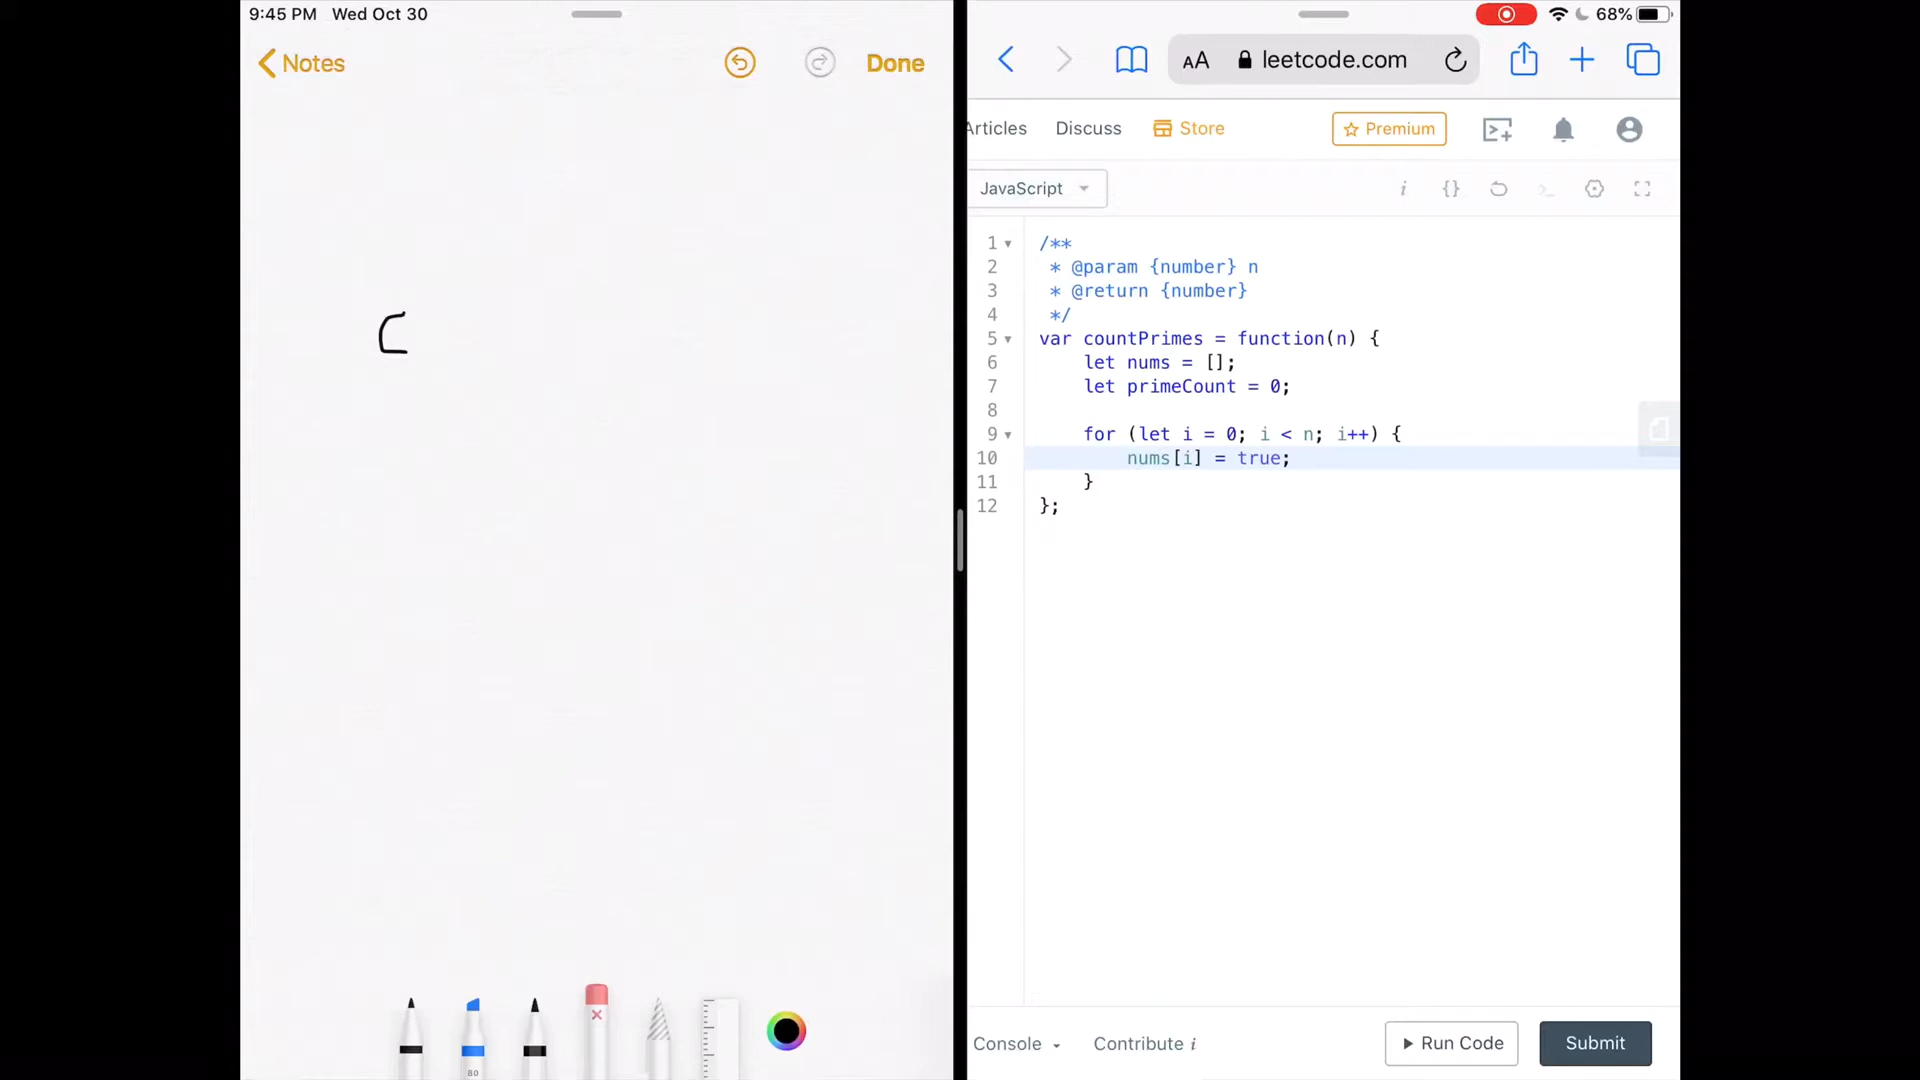 9:45 PM Wed Oct 30
68%
Notes
Done
AA leetcode.com
Articles Discuss Store Premium
JavaScript
i {} >_
1 /**
2 * @param {number} n
3 * @return {number}
4 */
5 var countPrimes = function(n) {
6 let nums = [];
7 let primeCount = 0;
8
9 for (let i = 0; i < n; i++) {
10 nums[i] = true;
11 }
12 };
80
Console Contribute i Run Code Submit